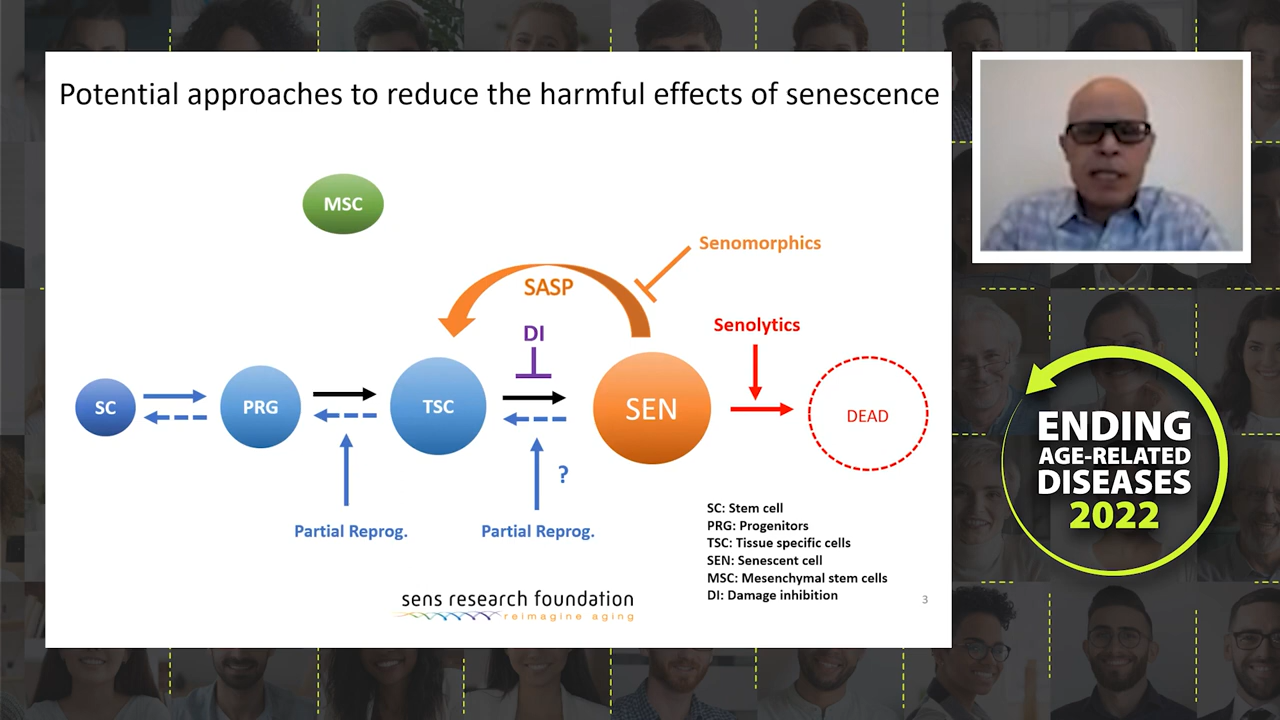 Potential approaches to reduce the harmful effects of senescence
MSC
Senomorphics
SASP
DI
Senolytics
SC
PRG
TSC
SEN
DEAD
?
Partial Reprog.
Partial Reprog.
SC: Stem cell
PRG: Progenitors
TSC: Tissue specific cells
SEN: Senescent cell
MSC: Mesenchymal stem cells
DI: Damage inhibition
sens research foundation
reimagine aging
3
ENDING
AGE-RELATED
DISEASES
2022